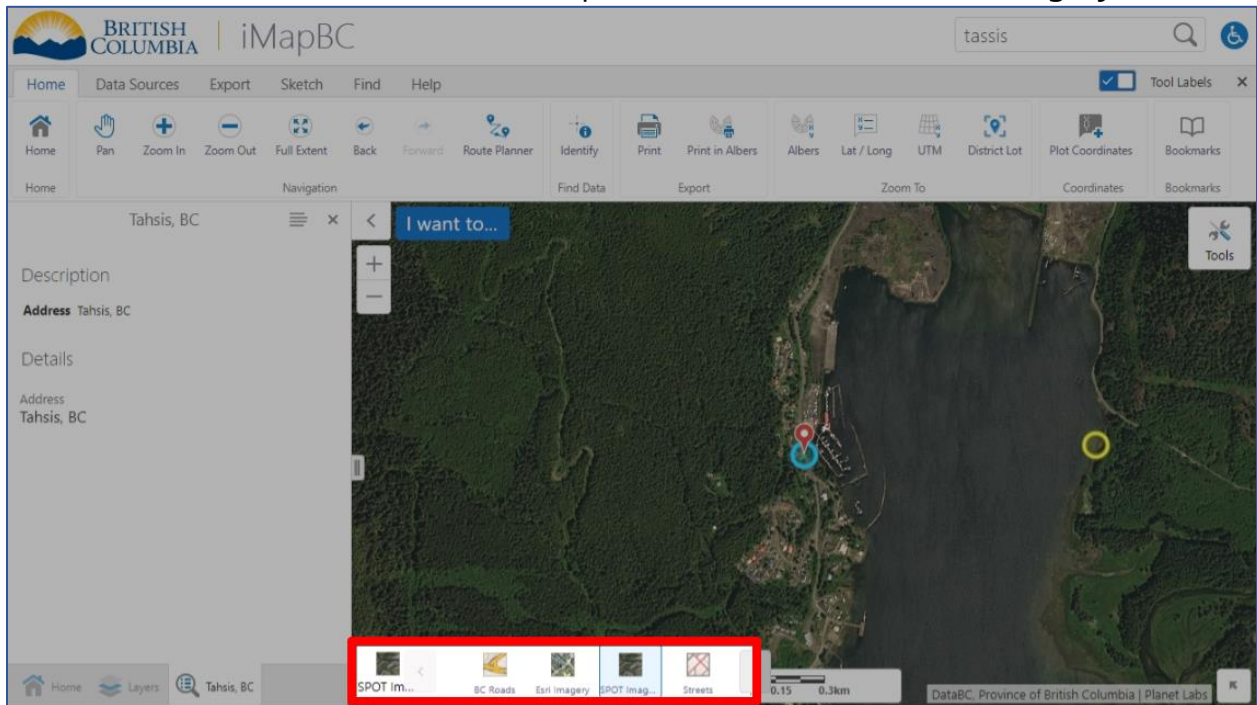 BRITISH
COLUMBIA
iMapBC
tassis
Home Data Sources Export Sketch Find Help
Tool Labels
Home Pan Zoom In Zoom Out Full Extent Back Forward Route Planner Identify Print Print in Albers Albers Lat / Long UTM District Lot Plot Coordinates Bookmarks
Home Navigation Find Data Export Zoom To Coordinates Bookmarks
Tahsis, BC
I want to...
Tools
Description
Address Tahsis, BC
Details
Address
Tahsis, BC
Home Layers Tahsis, BC
SPOT Im... BC Roads Esri Imagery SPOT Imag... Streets
0.15 0.3km
DataBC, Province of British Columbia | Planet Labs